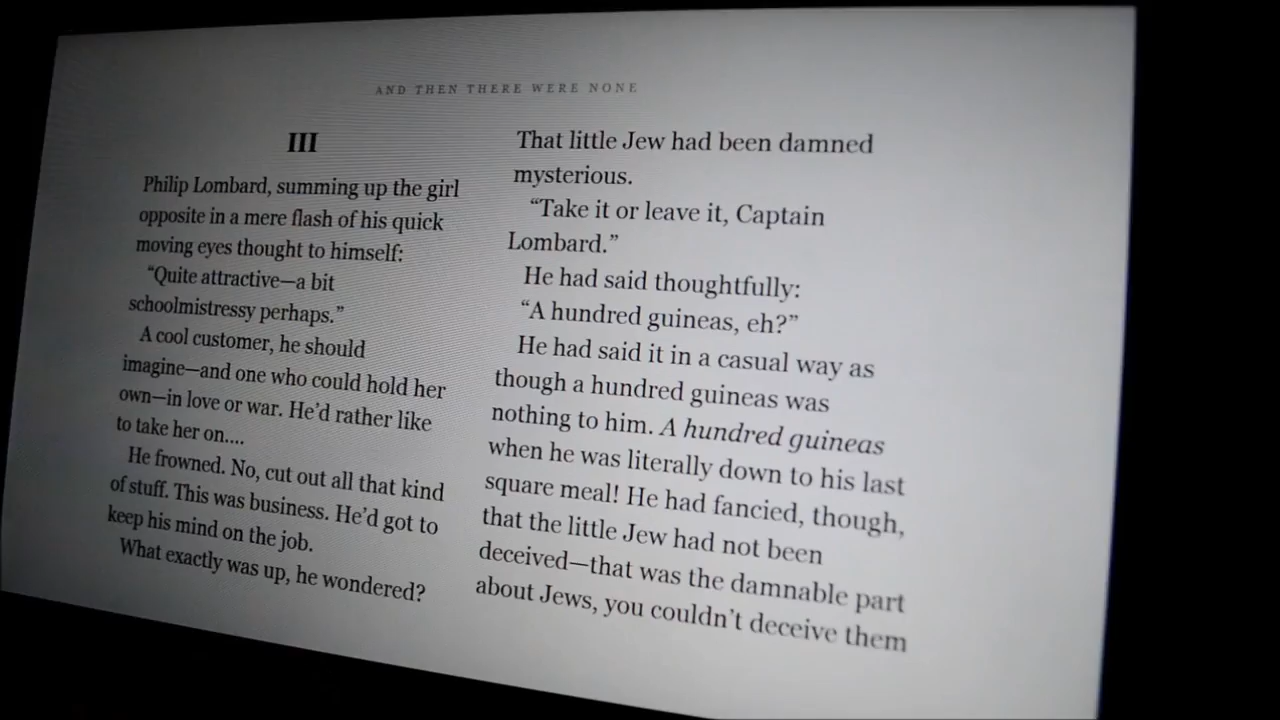 AND THEN THERE WERE NONE
III
Philip Lombard, summing up the girl
opposite in a mere flash of his quick
moving eyes thought to himself:
“Quite attractive—a bit
schoolmistressy perhaps.”
A cool customer, he should
imagine—and one who could hold her
own—in love or war. He’d rather like
to take her on....
He frowned. No, cut out all that kind
of stuff. This was business. He’d got to
keep his mind on the job.
What exactly was up, he wondered?
That little Jew had been damned
mysterious.
“Take it or leave it, Captain
Lombard.”
He had said thoughtfully:
“A hundred guineas, eh?”
He had said it in a casual way as
though a hundred guineas was
nothing to him. A hundred guineas
when he was literally down to his last
square meal! He had fancied, though,
that the little Jew had not been
deceived—that was the damnable part
about Jews, you couldn’t deceive them